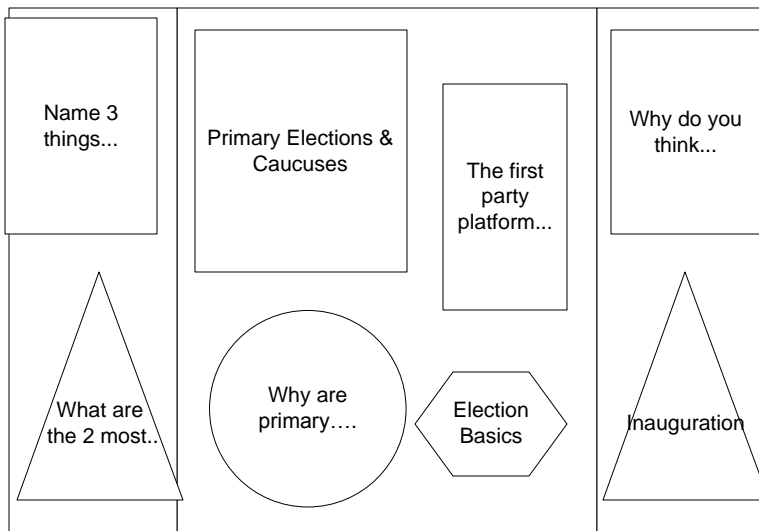 Name 3
things...
Primary Elections &
Caucuses
The first
party
platform...
Why do you
think...
What are
the 2 most..
Why are
primary….
Election
Basics
Inauguration